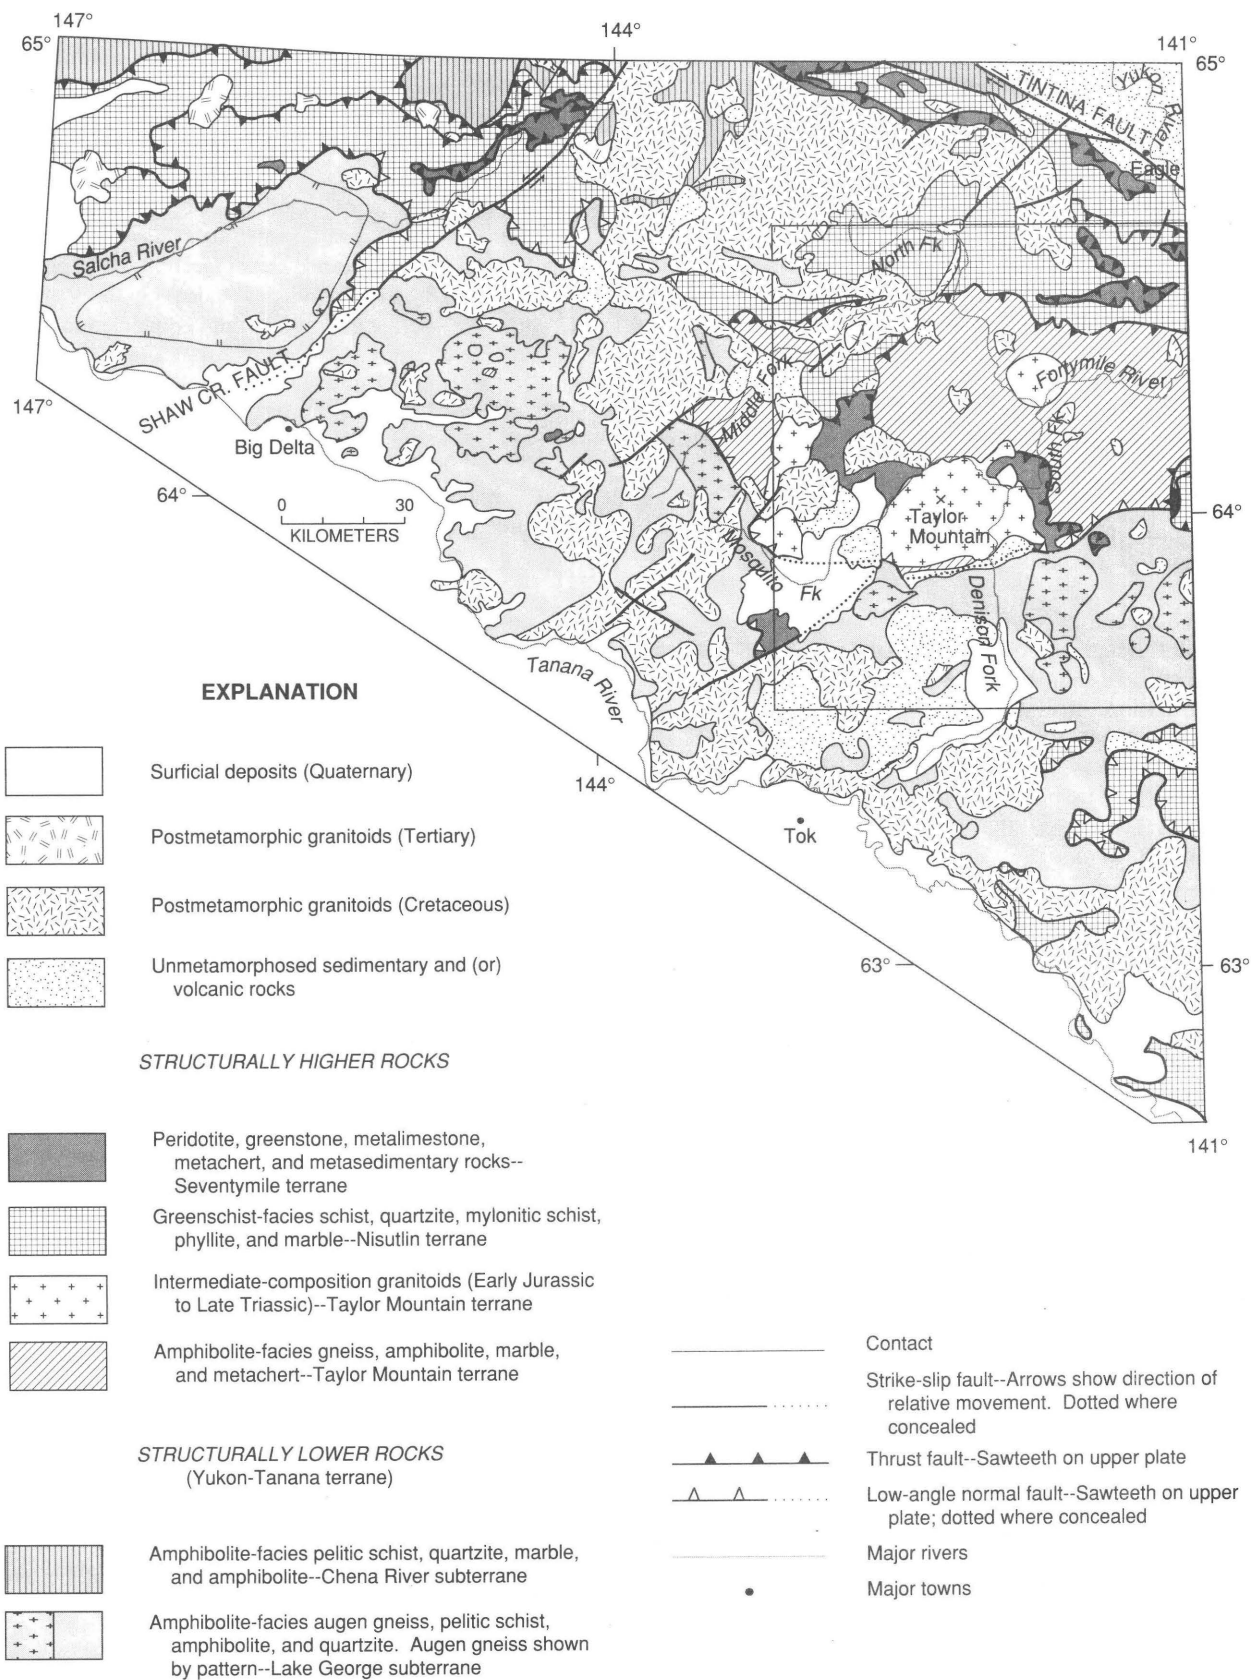 147°
65°
144°
141°
65°
TINTINA FAULT
Yukon River
Eagle
North Fk
Salcha River
SHAW CR. FAULT
Middle Fork
Fortymile River
South Fk
147°
Big Delta
64°
0 30
KILOMETERS
Taylor
Mountain
64°
Mosquito
Fk
Denison Fork
Tanana River
144°
Tok
63°
63°
141°
EXPLANATION
Surficial deposits (Quaternary)
Postmetamorphic granitoids (Tertiary)
Postmetamorphic granitoids (Cretaceous)
Unmetamorphosed sedimentary and (or)
volcanic rocks
STRUCTURALLY HIGHER ROCKS
Peridotite, greenstone, metalimestone,
metachert, and metasedimentary rocks--
Seventymile terrane
Greenschist-facies schist, quartzite, mylonitic schist,
phyllite, and marble--Nisutlin terrane
Intermediate-composition granitoids (Early Jurassic
to Late Triassic)--Taylor Mountain terrane
Amphibolite-facies gneiss, amphibolite, marble,
and metachert--Taylor Mountain terrane
STRUCTURALLY LOWER ROCKS
(Yukon-Tanana terrane)
Amphibolite-facies pelitic schist, quartzite, marble,
and amphibolite--Chena River subterrane
Amphibolite-facies augen gneiss, pelitic schist,
amphibolite, and quartzite. Augen gneiss shown
by pattern--Lake George subterrane
Contact
Strike-slip fault--Arrows show direction of
relative movement. Dotted where
concealed
Thrust fault--Sawteeth on upper plate
Low-angle normal fault--Sawteeth on upper
plate; dotted where concealed
Major rivers
Major towns